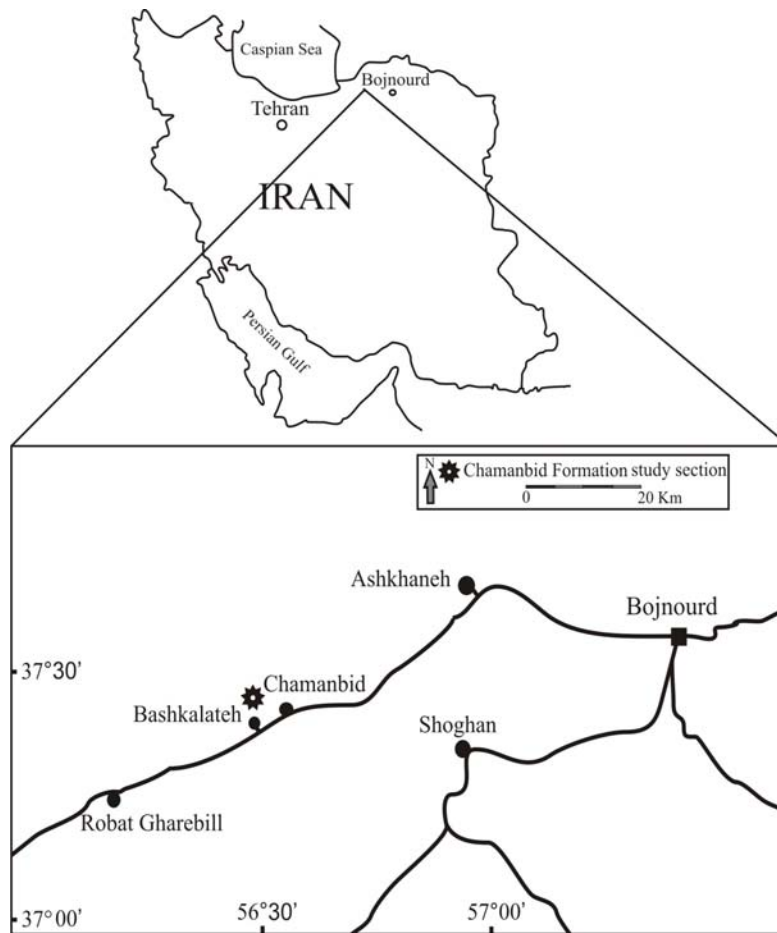 Caspian Sea
Bojnourd
Tehran
IRAN
Persian Gulf
N
Chamanbid Formation study section
0 20 Km
Ashkhaneh
Bojnourd
37°30'
Chamanbid
Bashkalateh
Shoghan
Robat Gharebill
37°00'
56°30'
57°00'